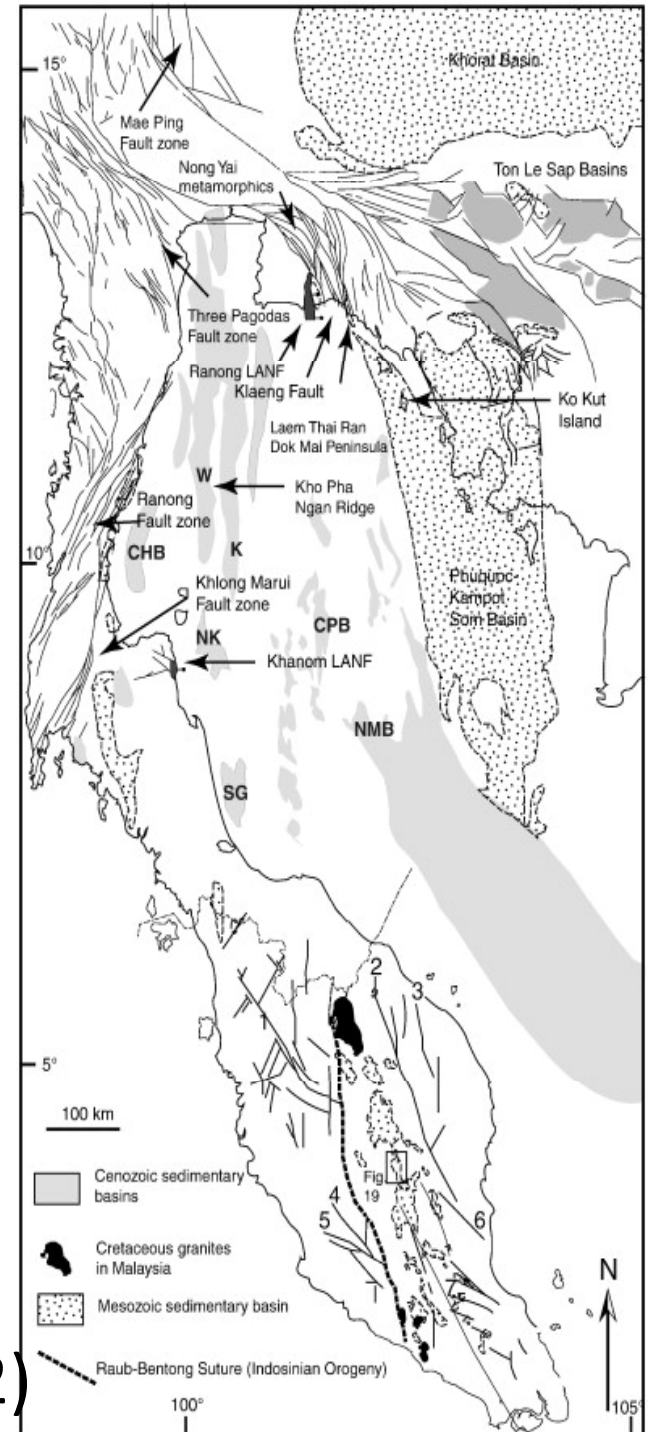 15°
Khorat Basin
Mae Ping
Fault zone
Nong Yai
metamorphics
Ton Le Sap Basins
Three Pagodas
Fault zone
Ranong LANF
Klaeng Fault
Laem Thai Ran
Dok Mai Peninsula
Ko Kut
Island
W
Kho Pha
Ngan Ridge
Ranong
Fault zone
10°
CHB
K
Khlong Marui
Fault zone
Phuquoc-
Kampot
Som Basin
CPB
NK
Khanom LANF
NMB
SG
2
3
5°
100 km
Fig
19
Cenozoic sedimentary
basins
4
5
6
Cretaceous granites
in Malaysia
N
Mesozoic sedimentary basin
2)
Raub-Bentong Suture (Indosinian Orogeny)
100°
105°